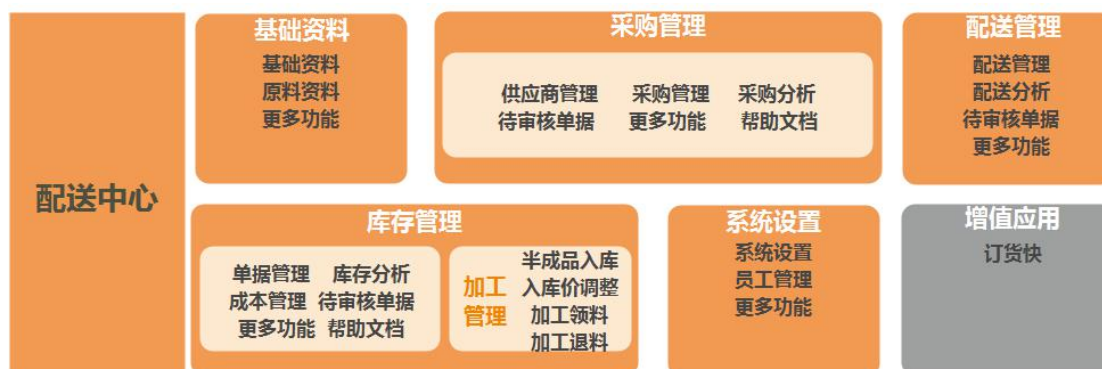 配送中心
基础资料
基础资料
原料资料
更多功能
采购管理
供应商管理 采购管理 采购分析
待审核单据 更多功能 帮助文档
配送管理
配送管理
配送分析
待审核单据
更多功能
库存管理
单据管理 库存分析
成本管理 待审核单据
更多功能 帮助文档
加工
管理
半成品入库
入库价调整
加工领料
加工退料
系统设置
系统设置
员工管理
更多功能
增值应用
订货快